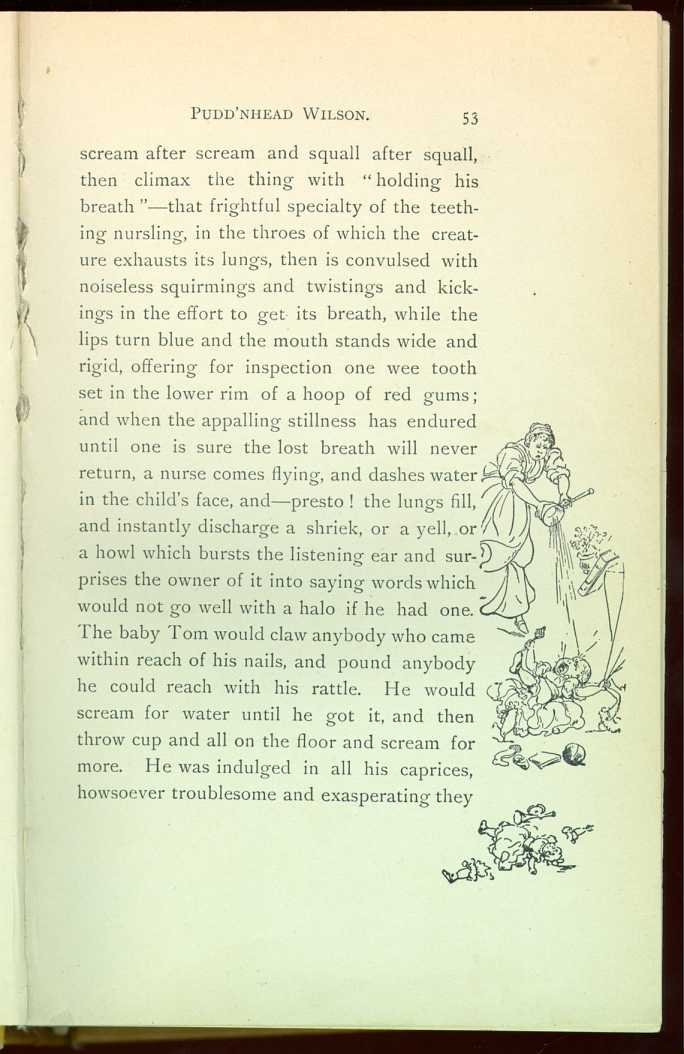 PUDD'NHEAD WILSON. 53
scream after scream and squall after squall,
then climax the thing with “holding his
breath”—that frightful specialty of the teeth-
ing nursling, in the throes of which the creat-
ure exhausts its lungs, then is convulsed with
noiseless squirmings and twistings and kick-
ings in the effort to get its breath, while the
lips turn blue and the mouth stands wide and
rigid, offering for inspection one wee tooth
set in the lower rim of a hoop of red gums;
and when the appalling stillness has endured
until one is sure the lost breath will never
return, a nurse comes flying, and dashes water
in the child's face, and—presto! the lungs fill,
and instantly discharge a shriek, or a yell, or
a howl which bursts the listening ear and sur-
prises the owner of it into saying words which
would not go well with a halo if he had one.
The baby Tom would claw anybody who came
within reach of his nails, and pound anybody
he could reach with his rattle. He would
scream for water until he got it, and then
throw cup and all on the floor and scream for
more. He was indulged in all his caprices,
howsoever troublesome and exasperating they